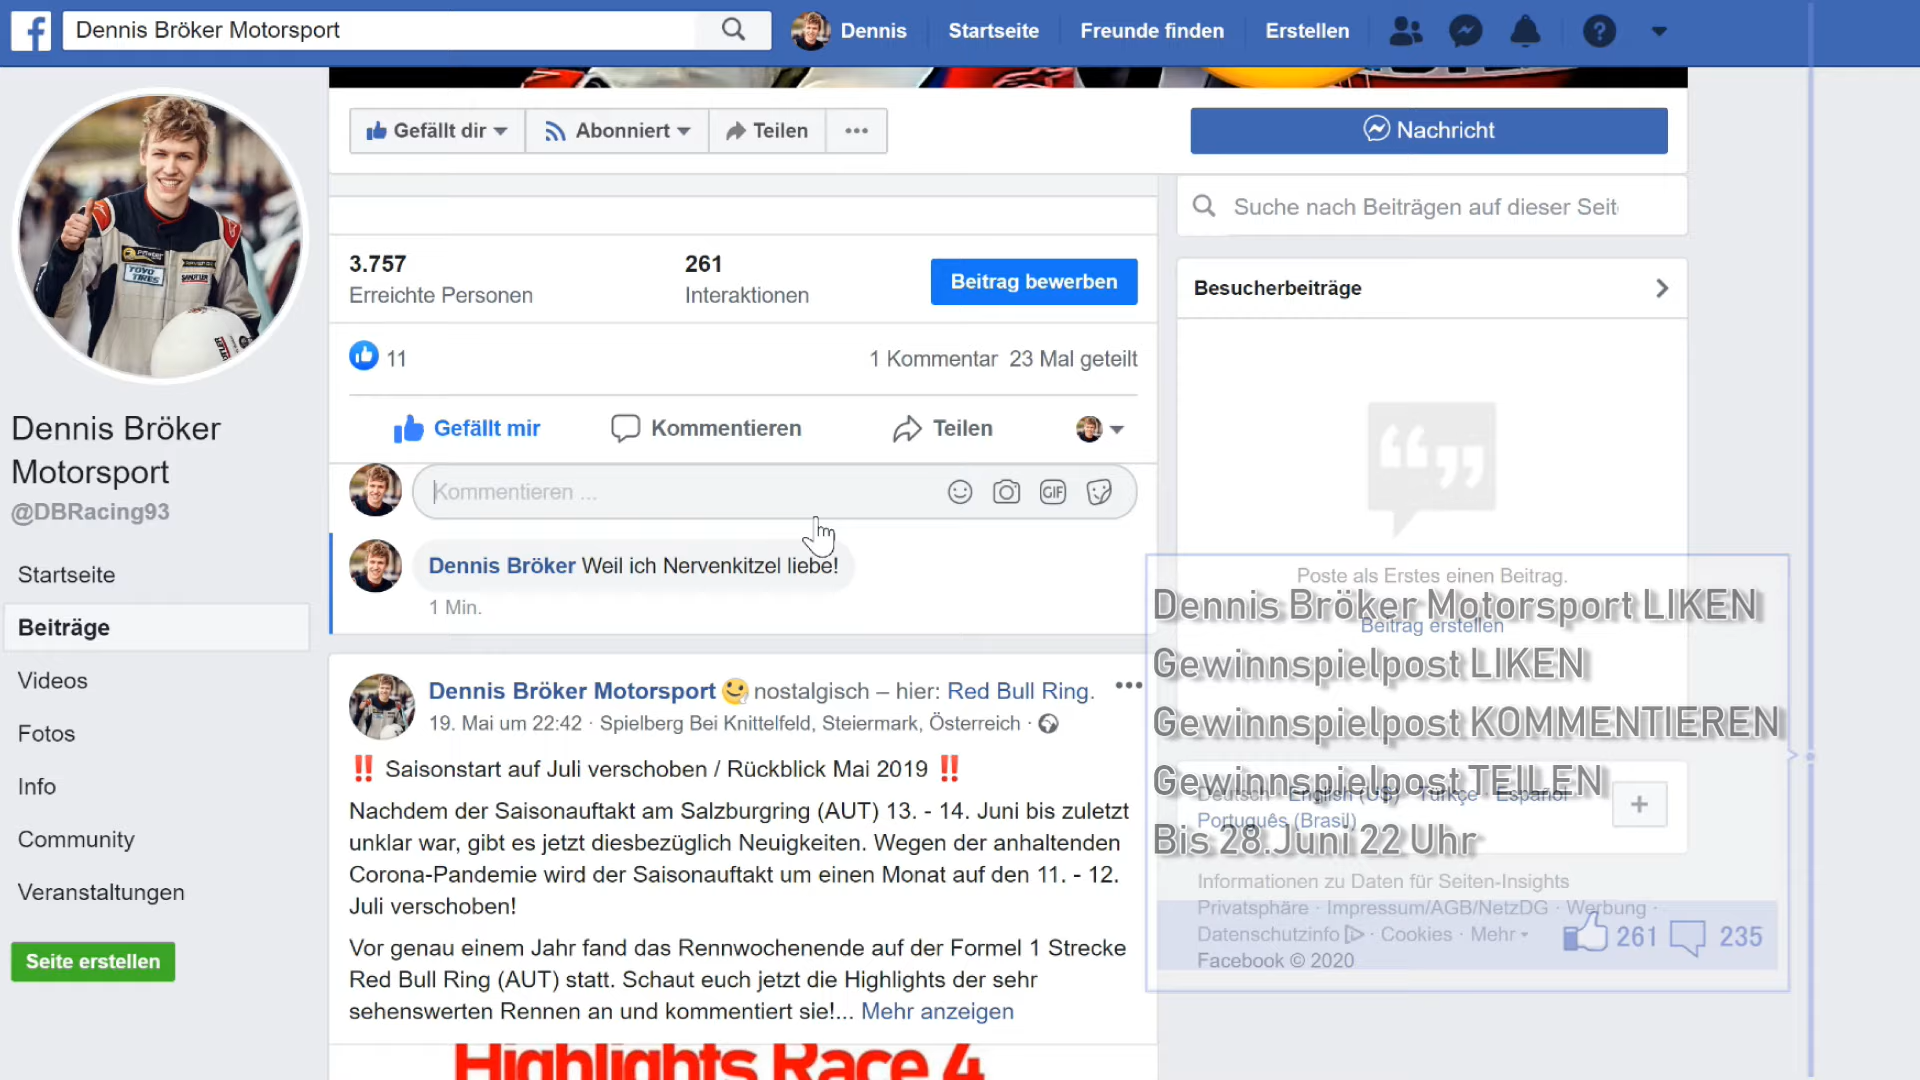 Dennis Bröker Motorsport
Dennis
Startseite
Freunde finden
Erstellen
Gefällt dir
Abonniert
Teilen
Nachricht
Suche nach Beiträgen auf dieser Seit
3.757
Erreichte Personen
261
Interaktionen
Beitrag bewerben
Besucherbeiträge
11
1 Kommentar 23 Mal geteilt
Gefällt mir
Kommentieren
Teilen
Kommentieren ...
GIF
Dennis Bröker Weil ich Nervenkitzel liebe!
1 Min.
TOYO
TIRES
Dennis Bröker
Motorsport
@DBRacing93
Startseite
Beiträge
Videos
Fotos
Info
Community
Veranstaltungen
Seite erstellen
Dennis Bröker Motorsport nostalgisch – hier: Red Bull Ring.
19. Mai um 22:42 · Spielberg Bei Knittelfeld, Steiermark, Österreich ·
‼ Saisonstart auf Juli verschoben / Rückblick Mai 2019 ‼
Nachdem der Saisonauftakt am Salzburgring (AUT) 13. - 14. Juni bis zuletzt
unklar war, gibt es jetzt diesbezüglich Neuigkeiten. Wegen der anhaltenden
Corona-Pandemie wird der Saisonauftakt um einen Monat auf den 11. - 12.
Juli verschoben!
Vor genau einem Jahr fand das Rennwochenende auf der Formel 1 Strecke
Red Bull Ring (AUT) statt. Schaut euch jetzt die Highlights der sehr
sehenswerten Rennen an und kommentiert sie!... Mehr anzeigen
Highlights Race 4
Poste als Erstes einen Beitrag.
Beitrag erstellen
Dennis Bröker Motorsport LIKEN
Gewinnspielpost LIKEN
Gewinnspielpost KOMMENTIEREN
Gewinnspielpost TEILEN
Bis 28.Juni 22 Uhr
Deutsch · English (US) · Türkçe · Español ·
Português (Brasil)
Informationen zu Daten für Seiten-Insights
Privatsphäre · Impressum/AGB/NetzDG · Werbung ·
Datenschutzinfo · Cookies · Mehr
Facebook © 2020
261
235